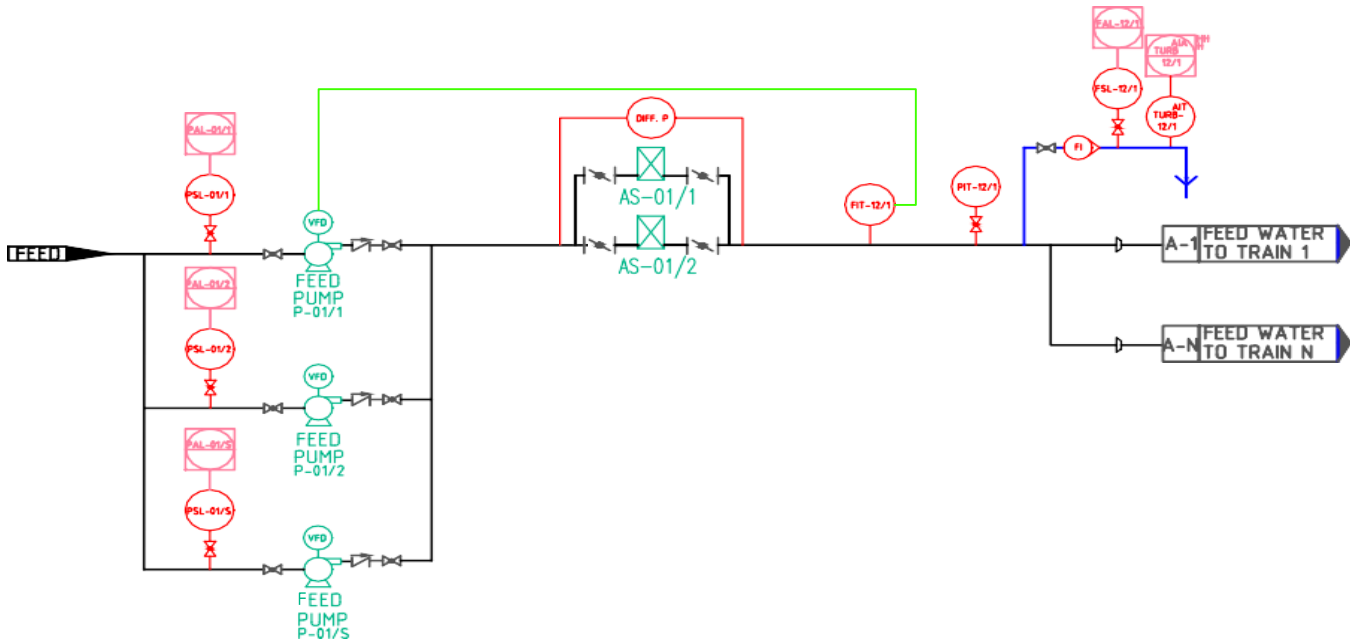 FAL-12/1
AIA
TURB
12/1
HH
H
FSL-12/1
AIT
TURB-
12/1
DIFF. P
FI
PAL-01/1
PSL-01/1
VFD
AS-01/1
FIT-12/1
PIT-12/1
FEED
FEED
PUMP
P-01/1
AS-01/2
A-1
FEED WATER
TO TRAIN 1
PAL-01/2
PSL-01/2
VFD
FEED
PUMP
P-01/2
A-N
FEED WATER
TO TRAIN N
PAL-01/S
PSL-01/S
VFD
FEED
PUMP
P-01/S